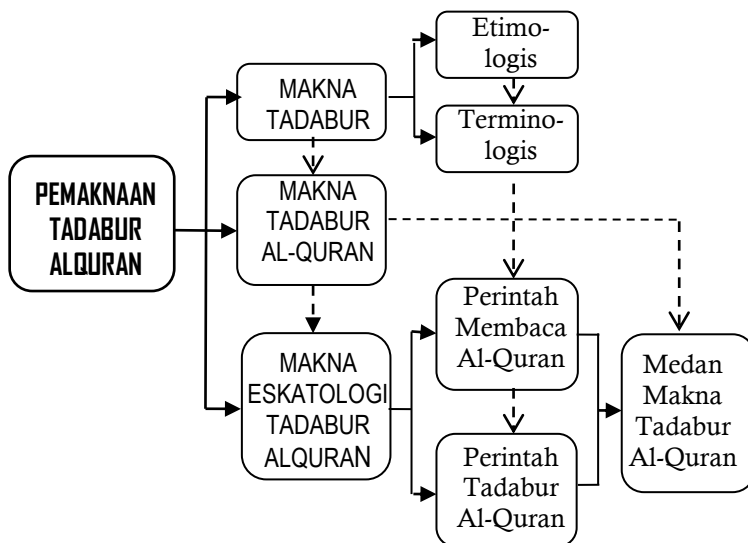 PEMAKNAAN
TADABUR
ALQURAN
MAKNA
TADABUR
Etimo-
logis
Termino-
logis
MAKNA
TADABUR
AL-QURAN
MAKNA
ESKATOLOGI
TADABUR
ALQURAN
Perintah
Membaca
Al-Quran
Perintah
Tadabur
Al-Quran
Medan
Makna
Tadabur
Al-Quran